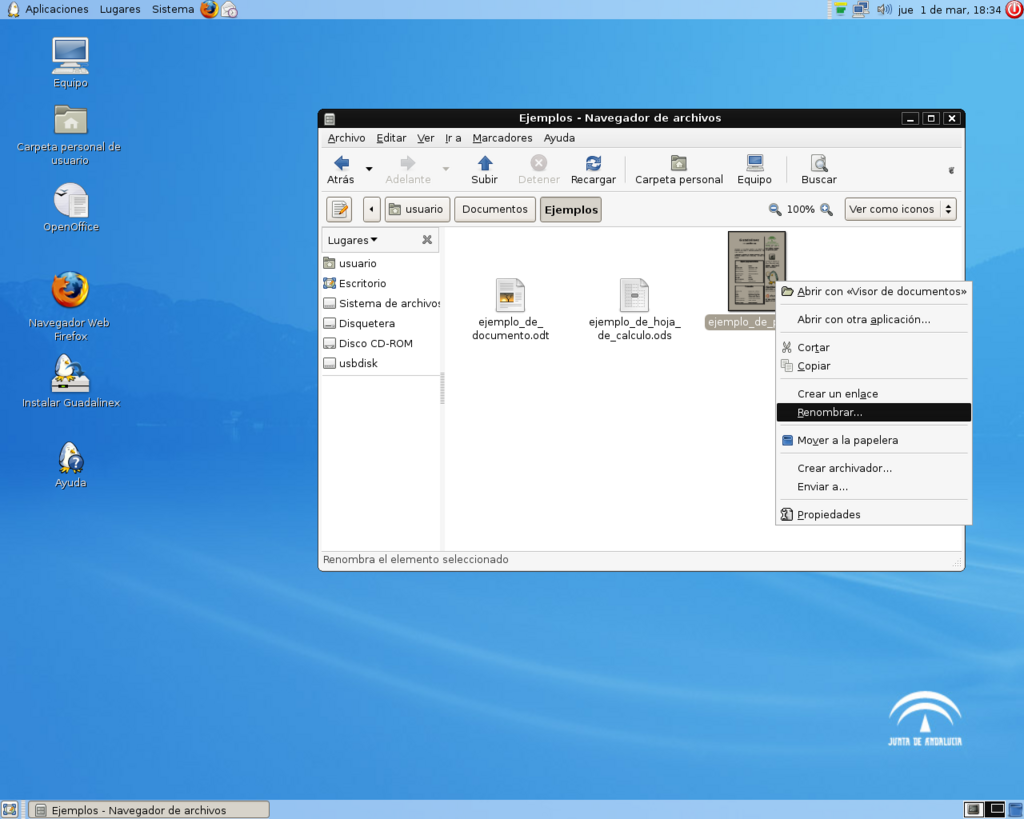 Aplicaciones Lugares Sistema
jue 1 de mar, 18:34
Equipo
Carpeta personal de
usuario
OpenOffice
Navegador Web
Firefox
Instalar Guadalinex
Ayuda
Ejemplos - Navegador de archivos
Archivo Editar Ver Ir a Marcadores Ayuda
Atrás Adelante Subir Detener Recargar Carpeta personal Equipo Buscar
usuario Documentos Ejemplos 100% Ver como iconos
Lugares
usuario
Escritorio
Sistema de archivos
Disquetera
Disco CD-ROM
usbdisk
ejemplo_de_
documento.odt
ejemplo_de_hoja_
de_calculo.ods
ejemplo_de_p
Abrir con «Visor de documentos»
Abrir con otra aplicación...
Cortar
Copiar
Crear un enlace
Renombrar...
Mover a la papelera
Crear archivador...
Enviar a...
Propiedades
Renombra el elemento seleccionado
JUNTA DE ANDALUCIA
Ejemplos - Navegador de archivos